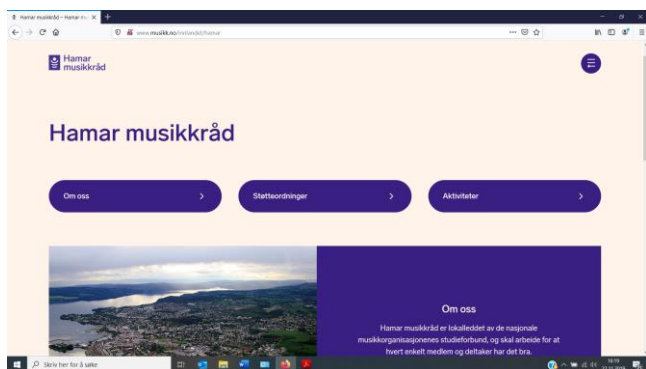 Hamar musikkråd - Hamar m
www.musikk.no/innlandet/hamar
Hamar
musikkråd
Hamar musikkråd
Om oss
Støtteordninger
Aktiviteter
Om oss
Hamar musikkråd er lokalleddet av de nasjonale
musikkorganisasjonenes studieforbund, og skal arbeide for at
hvert enkelt medlem og deltaker har det bra.
Skriv her for å søke